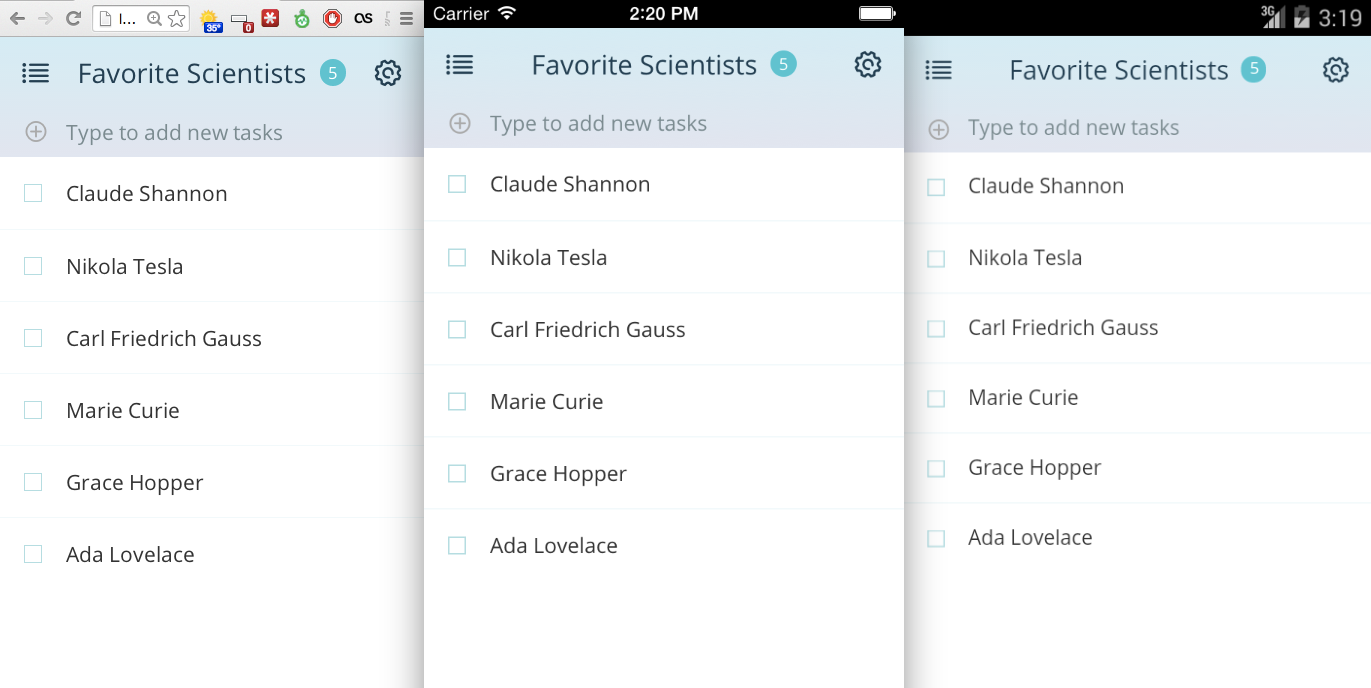 l...
35°
0
os
Favorite Scientists 5
Type to add new tasks
Claude Shannon
Nikola Tesla
Carl Friedrich Gauss
Marie Curie
Grace Hopper
Ada Lovelace
Carrier 2:20 PM
Favorite Scientists 5
Type to add new tasks
Claude Shannon
Nikola Tesla
Carl Friedrich Gauss
Marie Curie
Grace Hopper
Ada Lovelace
3G 3:19
Favorite Scientists 5
Type to add new tasks
Claude Shannon
Nikola Tesla
Carl Friedrich Gauss
Marie Curie
Grace Hopper
Ada Lovelace